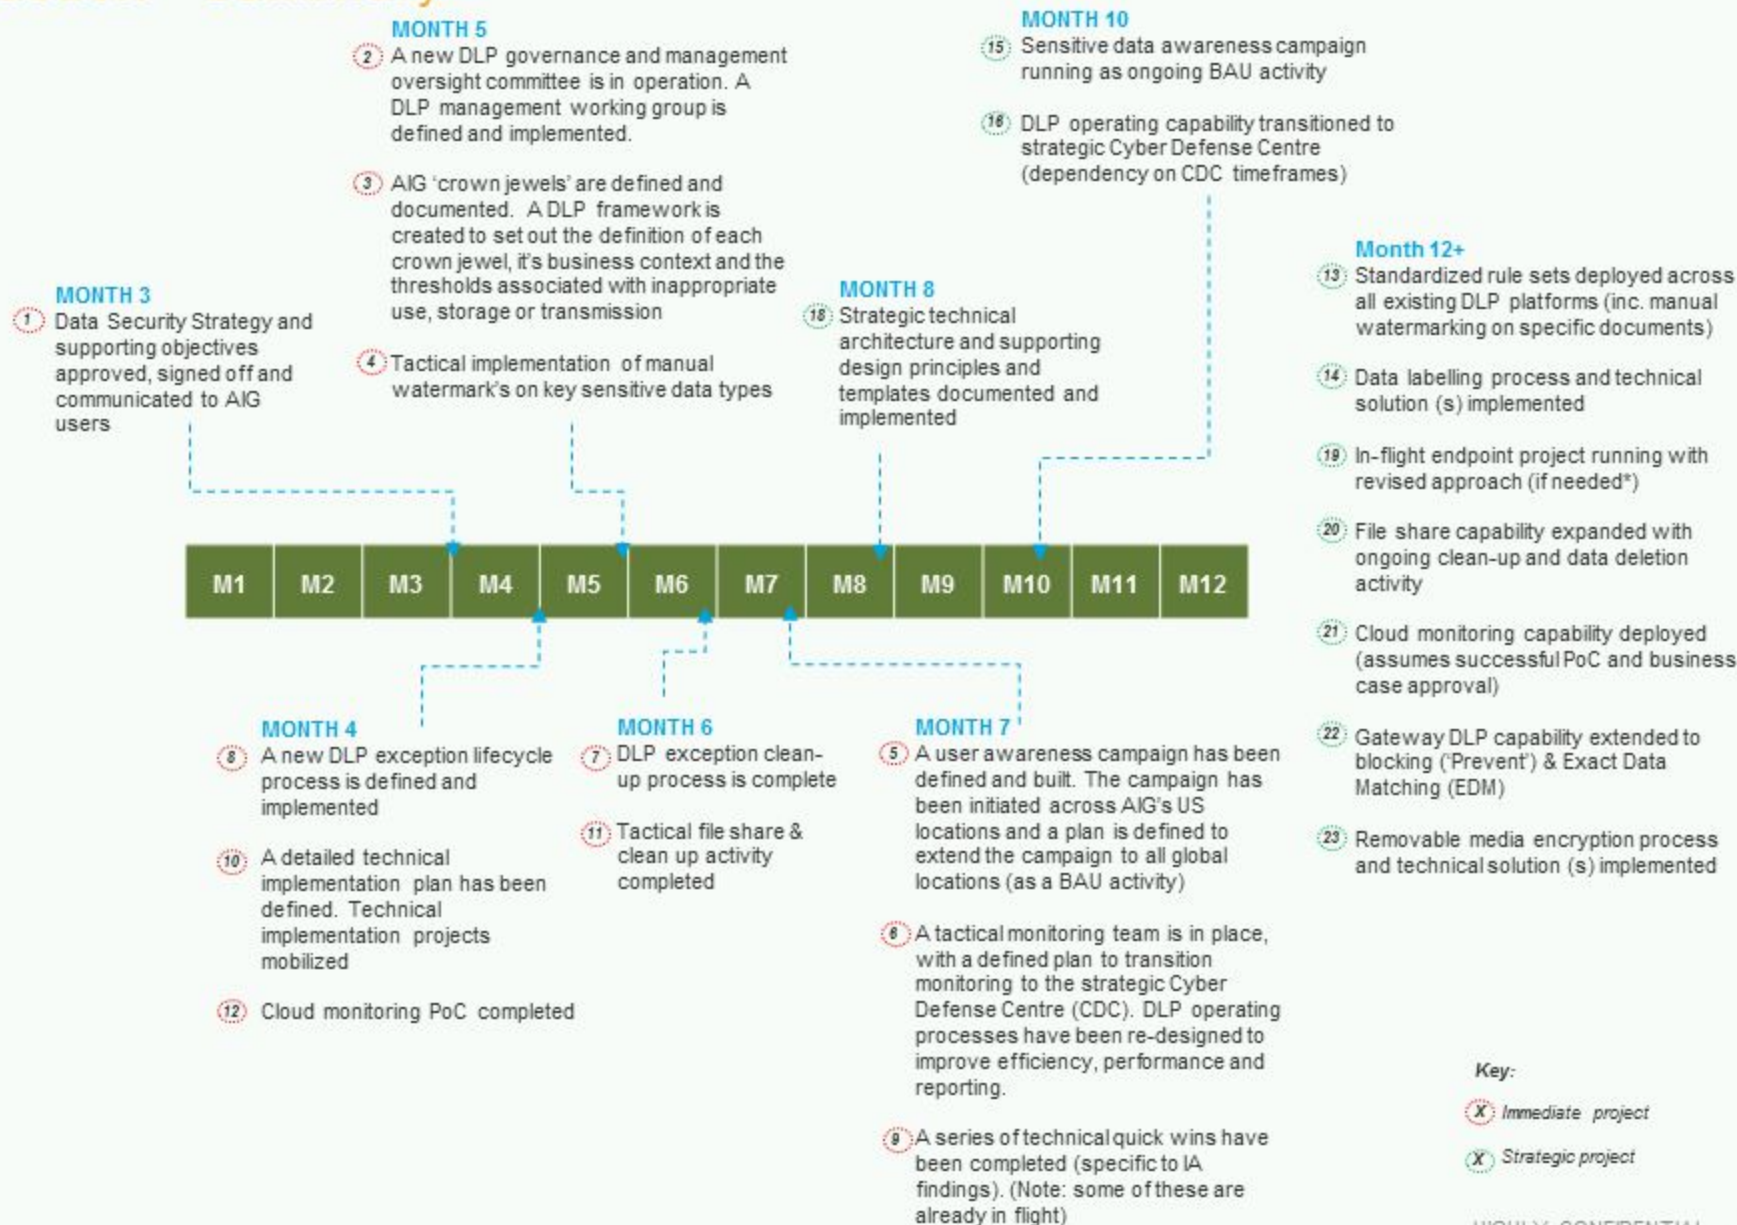 MONTH 5
2 A new DLP governance and management
oversight committee is in operation. A
DLP management working group is
defined and implemented.
3 AIG ‘crown jewels’ are defined and
documented. A DLP framework is
created to set out the definition of each
crown jewel, it’s business context and the
thresholds associated with inappropriate
use, storage or transmission
4 Tactical implementation of manual
watermark’s on key sensitive data types
MONTH 10
15 Sensitive data awareness campaign
running as ongoing BAU activity
16 DLP operating capability transitioned to
strategic Cyber Defense Centre
(dependency on CDC timeframes)
MONTH 3
1 Data Security Strategy and
supporting objectives
approved, signed off and
communicated to AIG
users
MONTH 8
18 Strategic technical
architecture and supporting
design principles and
templates documented and
implemented
Month 12+
13 Standardized rule sets deployed across
all existing DLP platforms (inc. manual
watermarking on specific documents)
14 Data labelling process and technical
solution (s) implemented
19 In-flight endpoint project running with
revised approach (if needed*)
20 File share capability expanded with
ongoing clean-up and data deletion
activity
21 Cloud monitoring capability deployed
(assumes successful PoC and business
case approval)
22 Gateway DLP capability extended to
blocking (‘Prevent’) & Exact Data
Matching (EDM)
23 Removable media encryption process
and technical solution (s) implemented
M1 M2 M3 M4 M5 M6 M7 M8 M9 M10 M11 M12
MONTH 4
8 A new DLP exception lifecycle
process is defined and
implemented
10 A detailed technical
implementation plan has been
defined. Technical
implementation projects
mobilized
12 Cloud monitoring PoC completed
MONTH 6
7 DLP exception clean-
up process is complete
11 Tactical file share &
clean up activity
completed
MONTH 7
5 A user awareness campaign has been
defined and built. The campaign has
been initiated across AIG’s US
locations and a plan is defined to
extend the campaign to all global
locations (as a BAU activity)
6 A tactical monitoring team is in place,
with a defined plan to transition
monitoring to the strategic Cyber
Defense Centre (CDC). DLP operating
processes have been re-designed to
improve efficiency, performance and
reporting.
9 A series of technical quick wins have
been completed (specific to IA
findings). (Note: some of these are
already in flight)
Key:
X Immediate project
X Strategic project
HIGHLY CONFIDENTIAL